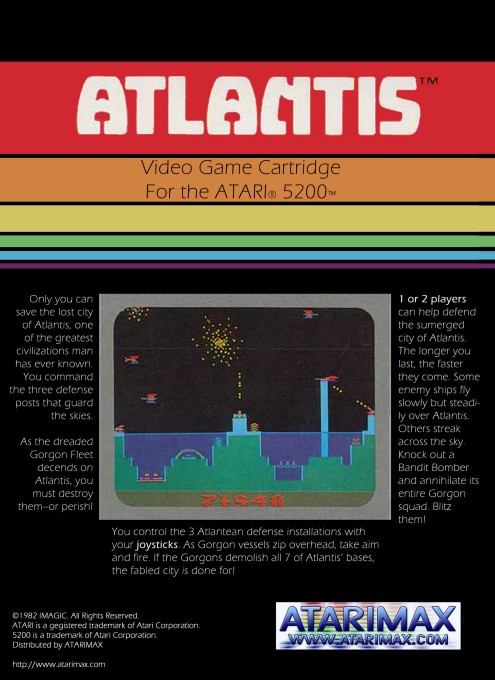 ATLANTIS™
Video Game Cartridge
For the ATARI® 5200™
Only you can
save the lost city
of Atlantis, one
of the greatest
civilizations man
has ever known.
You command
the three defense
posts that guard
the skies.
As the dreaded
Gorgon Fleet
decends on
Atlantis, you
must destroy
them--or perish!
1 or 2 players
can help defend
the sumerged
city of Atlantis.
The longer you
last, the faster
they come. Some
enemy ships fly
slowly but steadi-
ly over Atlantis.
Others streak
across the sky.
Knock out a
Bandit Bomber
and annihilate its
entire Gorgon
squad. Blitz
them!
You control the 3 Atlantean defense installations with
your joysticks. As Gorgon vessels zip overhead, take aim
and fire. If the Gorgons demolish all 7 of Atlantis' bases,
the fabled city is done for!
©1982 IMAGIC. All Rights Reserved.
ATARI is a gegistered trademark of Atari Corporation.
5200 is a trademark of Atari Corporation.
Distributed by ATARIMAX
http://www.atarimax.com
ATARIMAX
WWW.ATARIMAX.COM